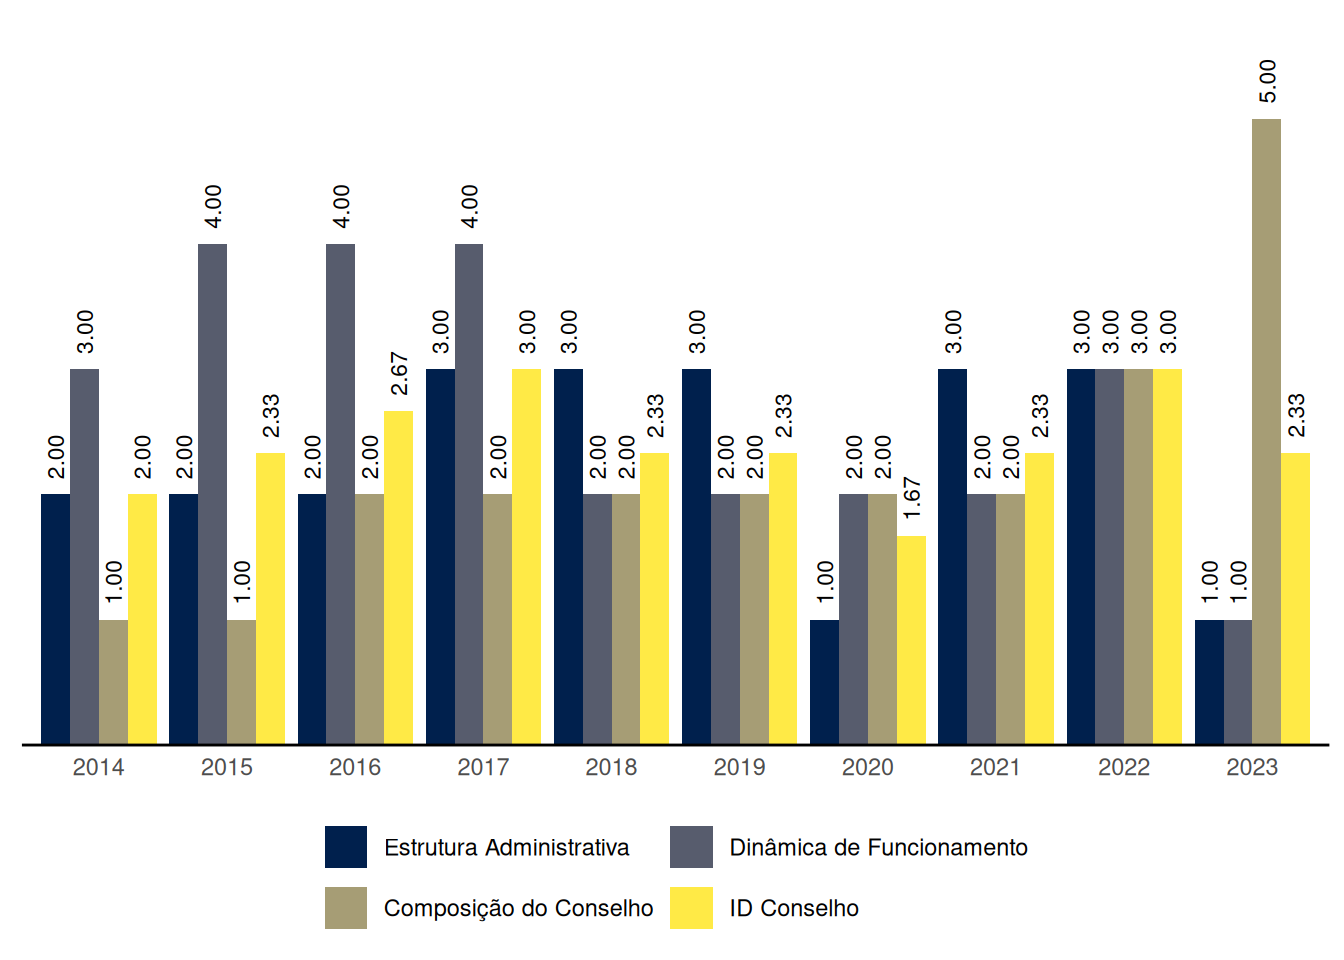 2.00 3.00 1.00 2.00 2.00 4.00 1.00 2.33 2.00 4.00 2.00 2.67 3.00 4.00 2.00 3.00 3.00 2.00 2.00 2.33 3.00 2.00 2.00 2.33 1.00 2.00 2.00 1.67 3.00 2.00 2.00 2.33 3.00 3.00 3.00 3.00 1.00 1.00 5.00 2.33
2014 2015 2016 2017 2018 2019 2020 2021 2022 2023
Estrutura Administrativa Dinâmica de Funcionamento
Composição do Conselho ID Conselho